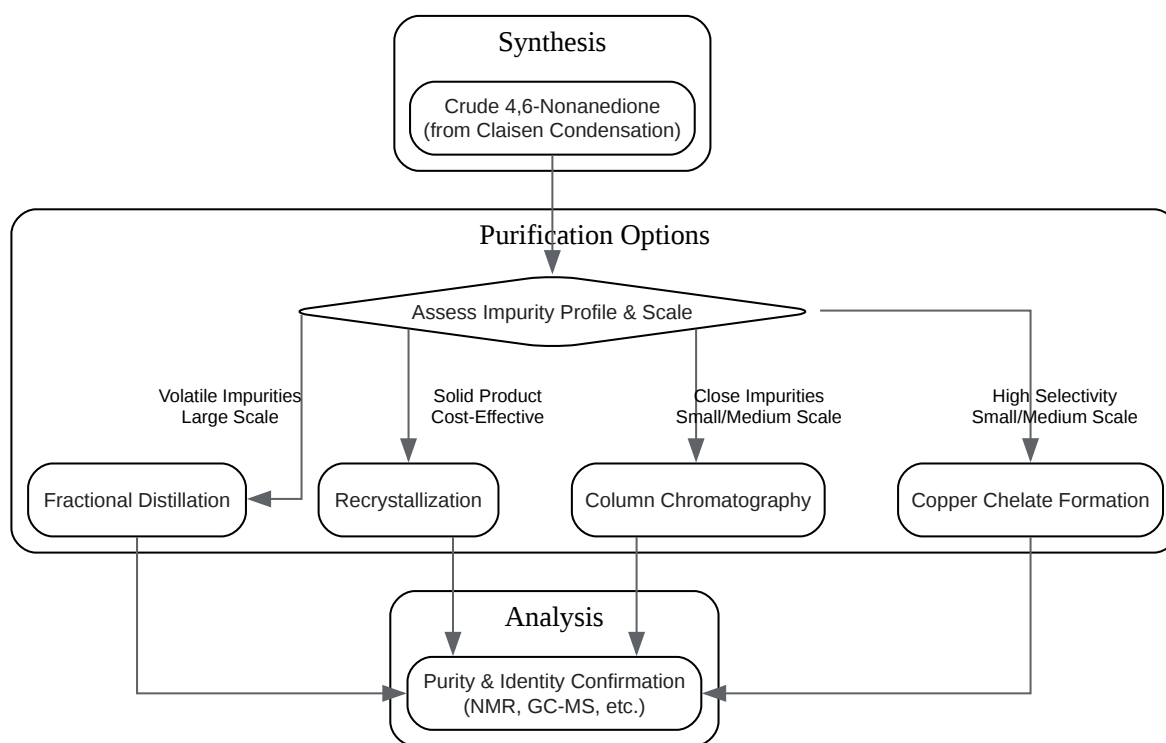 Synthesis
Crude 4,6-Nonanedione
(from Claisen Condensation)
Purification Options
Assess Impurity Profile & Scale
Volatile Impurities
Large Scale
Solid Product
Cost-Effective
Close Impurities
Small/Medium Scale
High Selectivity
Small/Medium Scale
Fractional Distillation
Recrystallization
Column Chromatography
Copper Chelate Formation
Analysis
Purity & Identity Confirmation
(NMR, GC-MS, etc.)